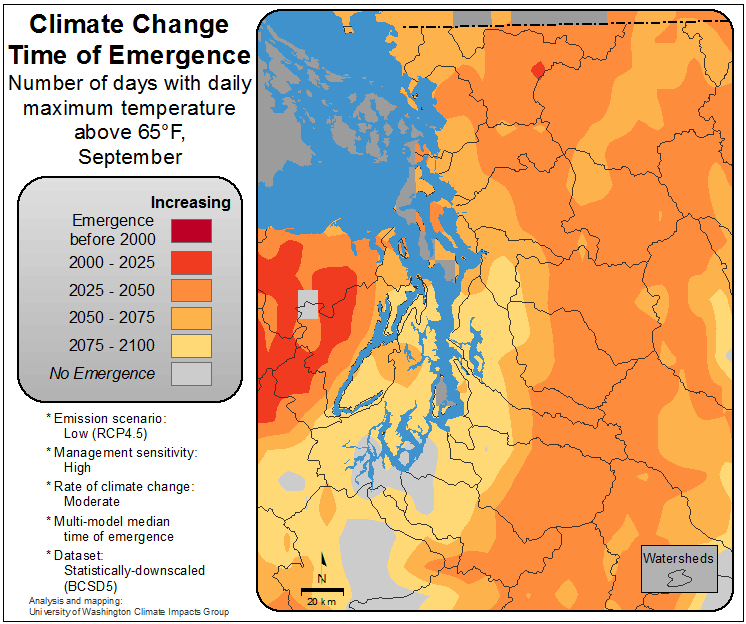 Climate Change
Time of Emergence
Number of days with daily
maximum temperature
above 65°F,
September
Increasing
Emergence
before 2000
2000 - 2025
2025 - 2050
2050 - 2075
2075 - 2100
No Emergence
* Emission scenario:
Low (RCP4.5)
* Management sensitivity:
High
* Rate of climate change:
Moderate
* Multi-model median
time of emergence
* Dataset:
Statistically-downscaled
(BCSD5)
Analysis and mapping:
University of Washington Climate Impacts Group
N
20 km
Watersheds